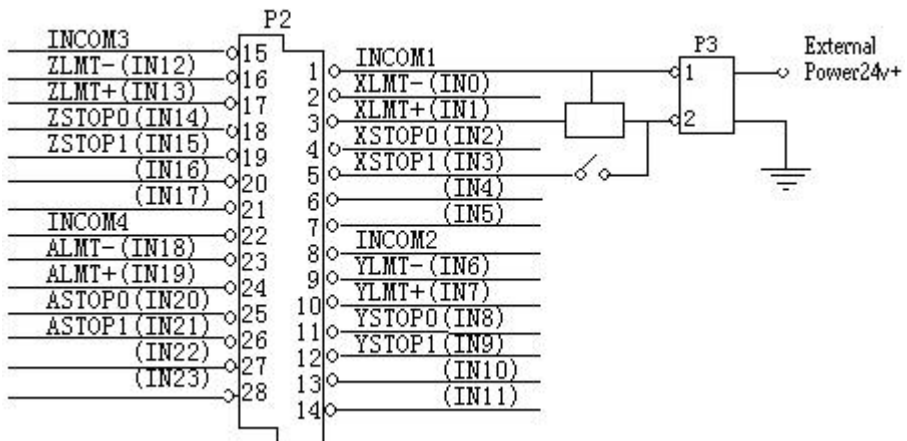 P2
INCOM3
15
ZLMT-(IN12)
16
ZLMT+(IN13)
17
ZSTOP0(IN14)
18
ZSTOP1(IN15)
19
(IN16)
20
(IN17)
21
INCOM4
22
ALMT-(IN18)
23
ALMT+(IN19)
24
ASTOP0(IN20)
25
ASTOP1(IN21)
26
(IN22)
27
(IN23)
28
1
INCOM1
2
XLMT-(IN0)
3
XLMT+(IN1)
4
XSTOP0(IN2)
5
XSTOP1(IN3)
6
(IN4)
7
(IN5)
8
INCOM2
9
YLMT-(IN6)
10
YLMT+(IN7)
11
YSTOP0(IN8)
12
YSTOP1(IN9)
13
(IN10)
14
(IN11)
P3
1
2
External
Power24v+